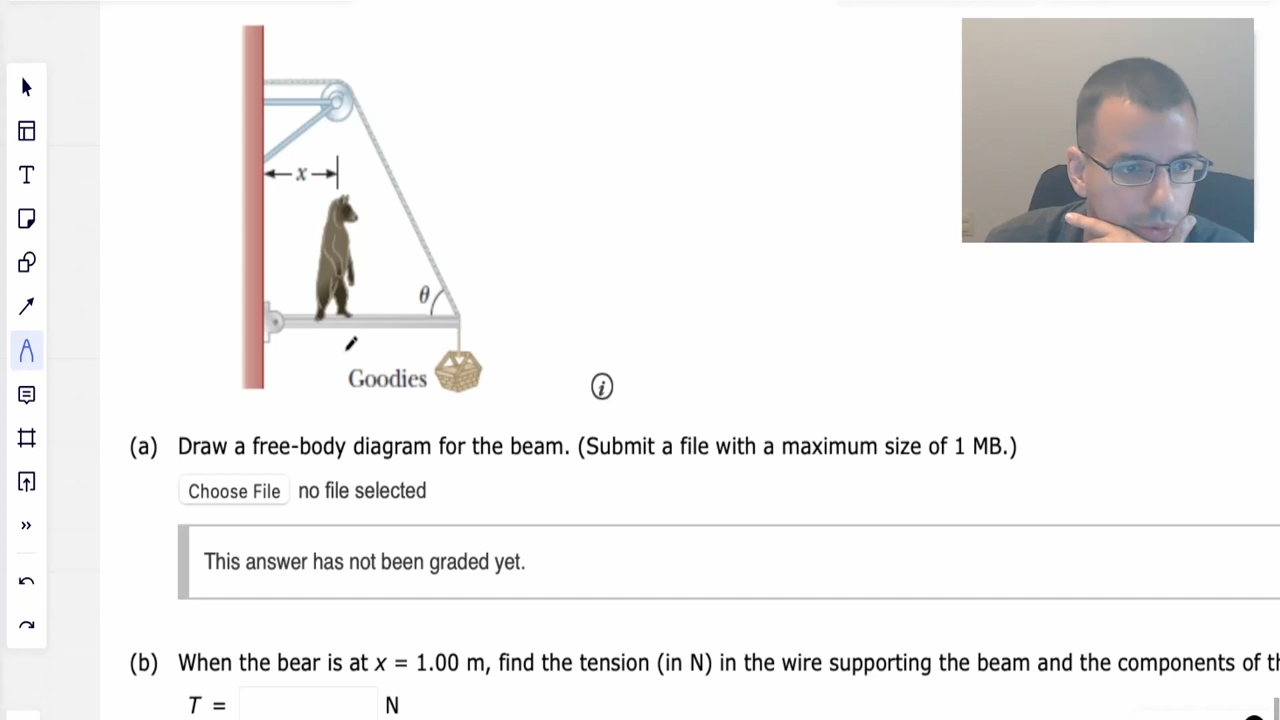 x
θ
Goodies
(a) Draw a free-body diagram for the beam. (Submit a file with a maximum size of 1 MB.)
Choose File no file selected
This answer has not been graded yet.
(b) When the bear is at x = 1.00 m, find the tension (in N) in the wire supporting the beam and the components of
T = N